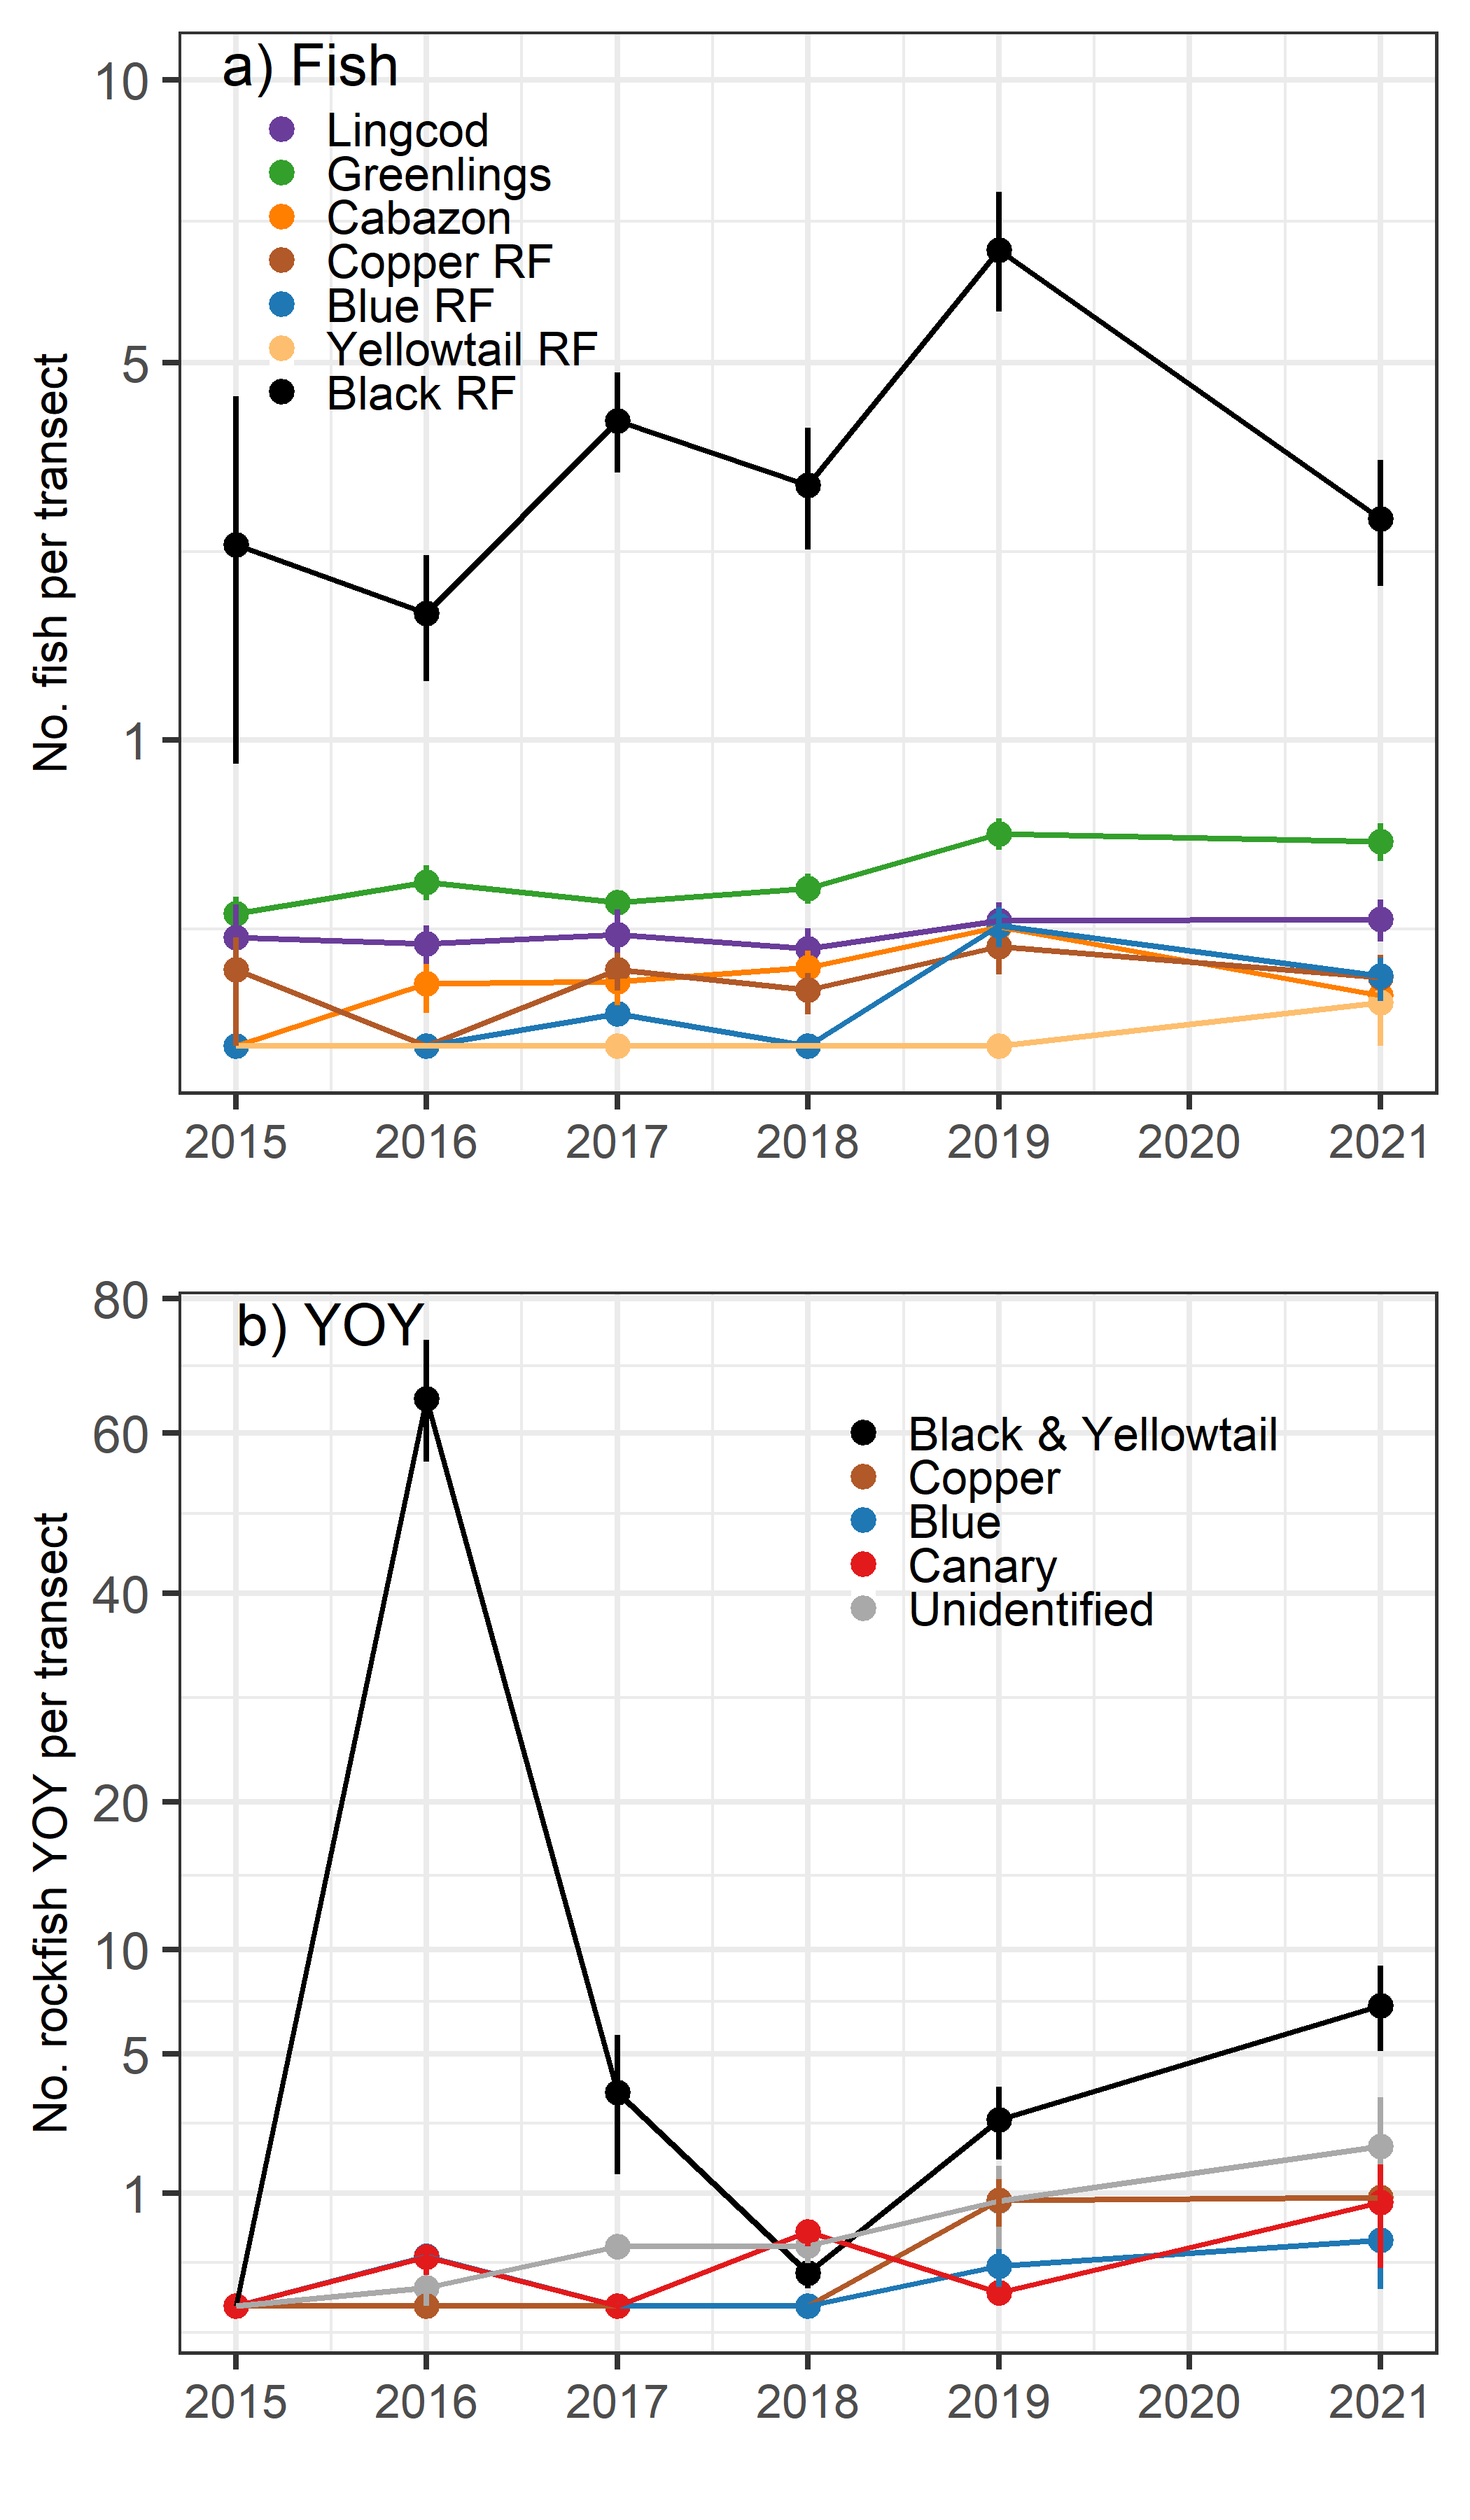 a) Fish
10
5
1
No. fish per transect
Lingcod
Greenlings
Cabazon
Copper RF
Blue RF
Yellowtail RF
Black RF
2015 2016 2017 2018 2019 2020 2021
b) YOY
80
60
40
20
10
5
1
No. rockfish YOY per transect
Black & Yellowtail
Copper
Blue
Canary
Unidentified
2015 2016 2017 2018 2019 2020 2021